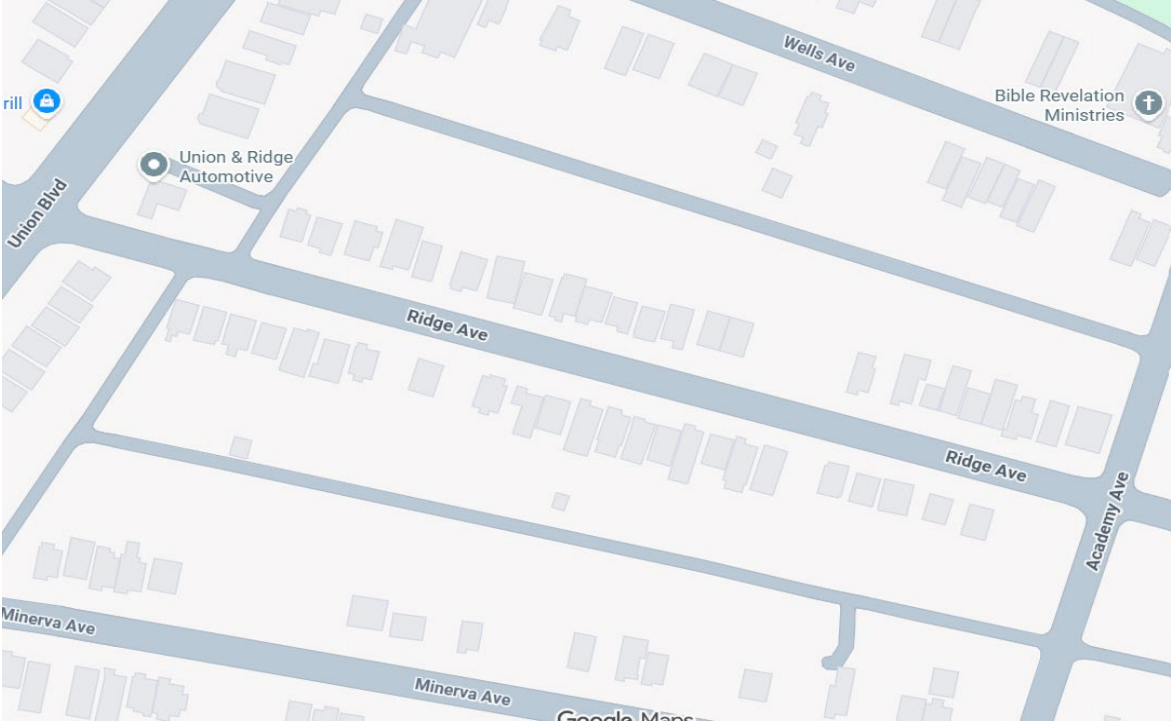 Wells Ave
Bible Revelation
Ministries
rill
Union & Ridge
Automotive
Union Blvd
Ridge Ave
Ridge Ave
Academy Ave
Minerva Ave
Minerva Ave
Google Maps